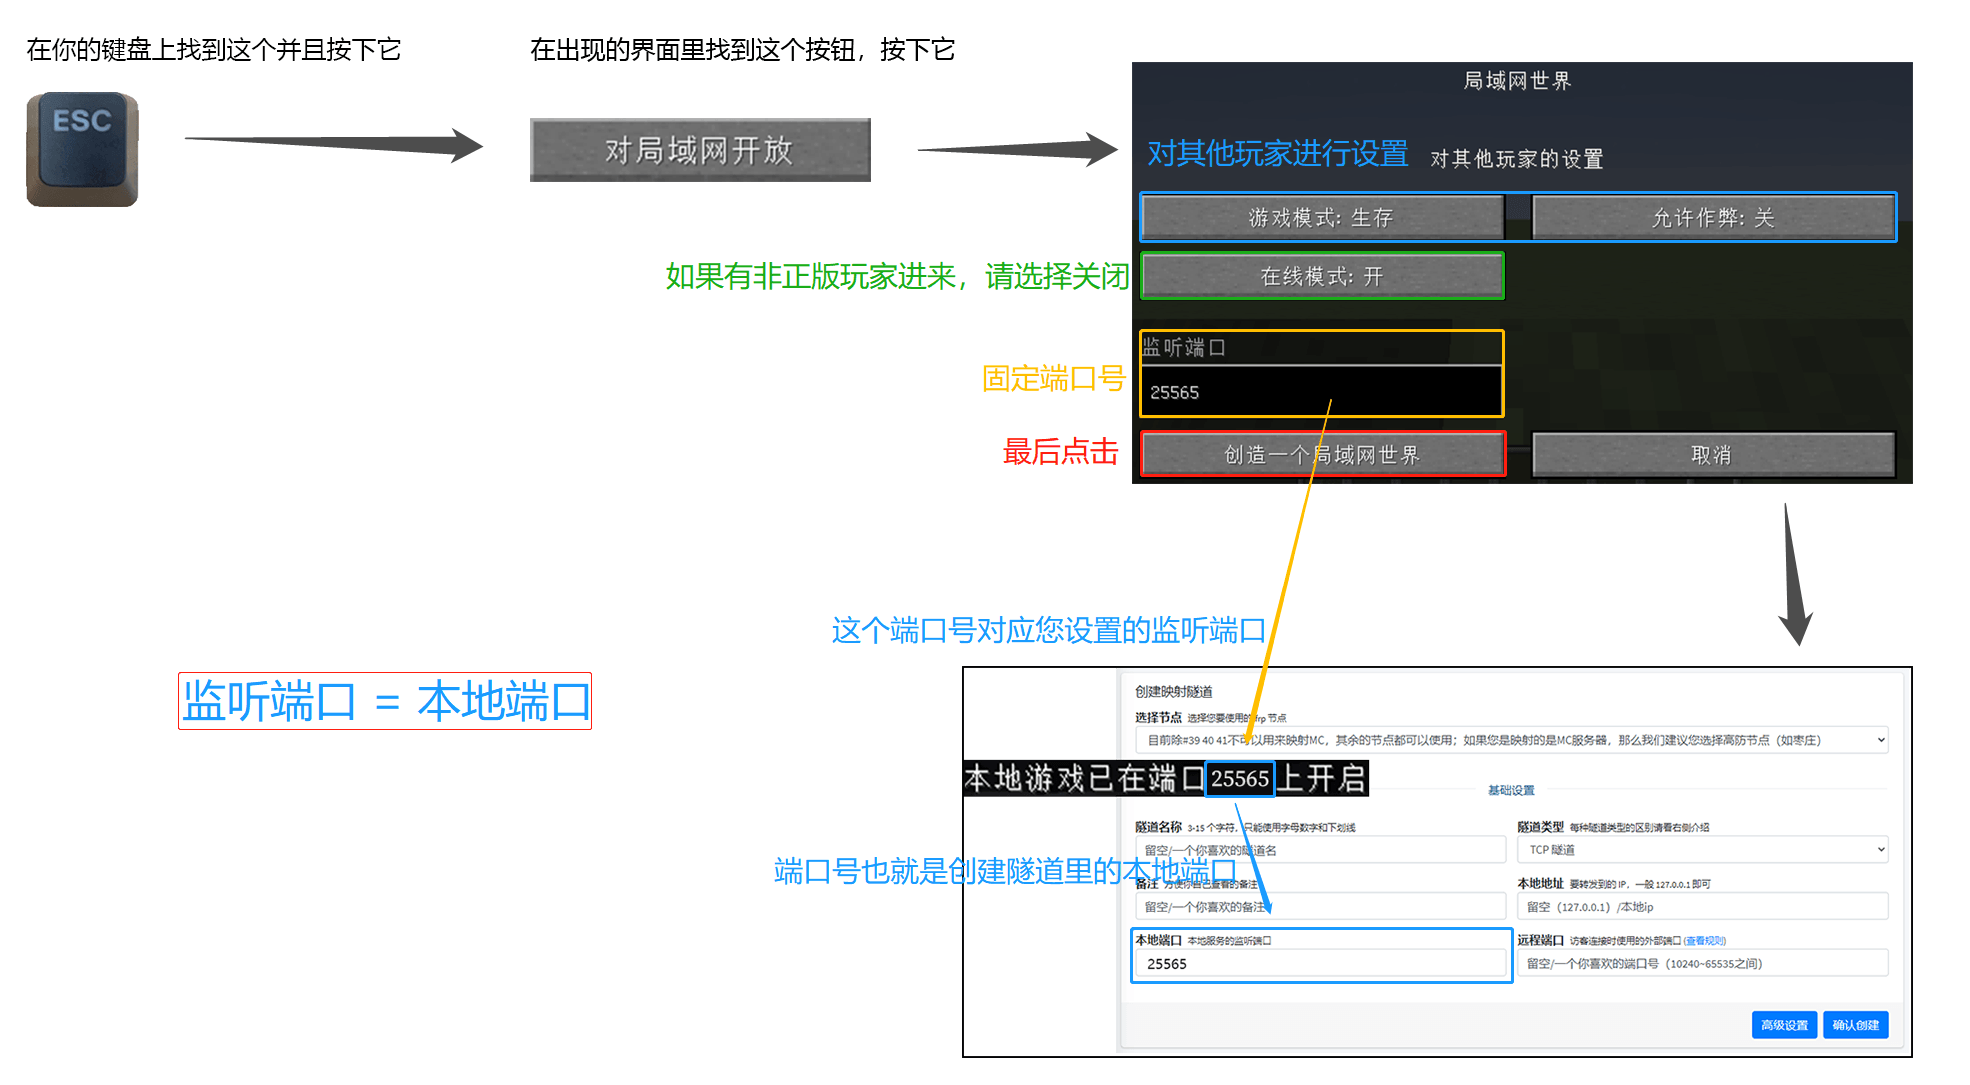 在你的键盘上找到这个并且按下它
在出现的界面里找到这个按钮，按下它
ESC
对局域网开放
局域网世界
对其他玩家进行设置
对其他玩家的设置
游戏模式: 生存
允许作弊: 关
如果有非正版玩家进来，请选择关闭
在线模式: 开
监听端口
固定端口号
25565
最后点击
创造一个局域网世界
取消
这个端口号对应您设置的监听端口
监听端口 = 本地端口
创建映射隧道
选择节点 选择您要使用的 frp 节点
目前除#39 40 41不可以用来映射MC，其余的节点都可以使用；如果您是映射的是MC服务器，那么我们建议您选择高防节点（如枣庄）
本地游戏已在端口25565上开启
基础设置
隧道名称 3-15 个字符，只能使用字母数字和下划线
隧道类型 每种隧道类型的区别请看右侧介绍
留空/一个你喜欢的隧道名
TCP 隧道
端口号也就是创建隧道里的本地端口
备注 方便你自己查看的备注
本地地址 要转发到的 IP，一般 127.0.0.1 即可
留空/一个你喜欢的备注
留空（127.0.0.1）/本地ip
本地端口 本地服务的监听端口
远程端口 访客连接时使用的外部端口 (查看规则)
25565
留空/一个你喜欢的端口号（10240~65535之间）
高级设置
确认创建